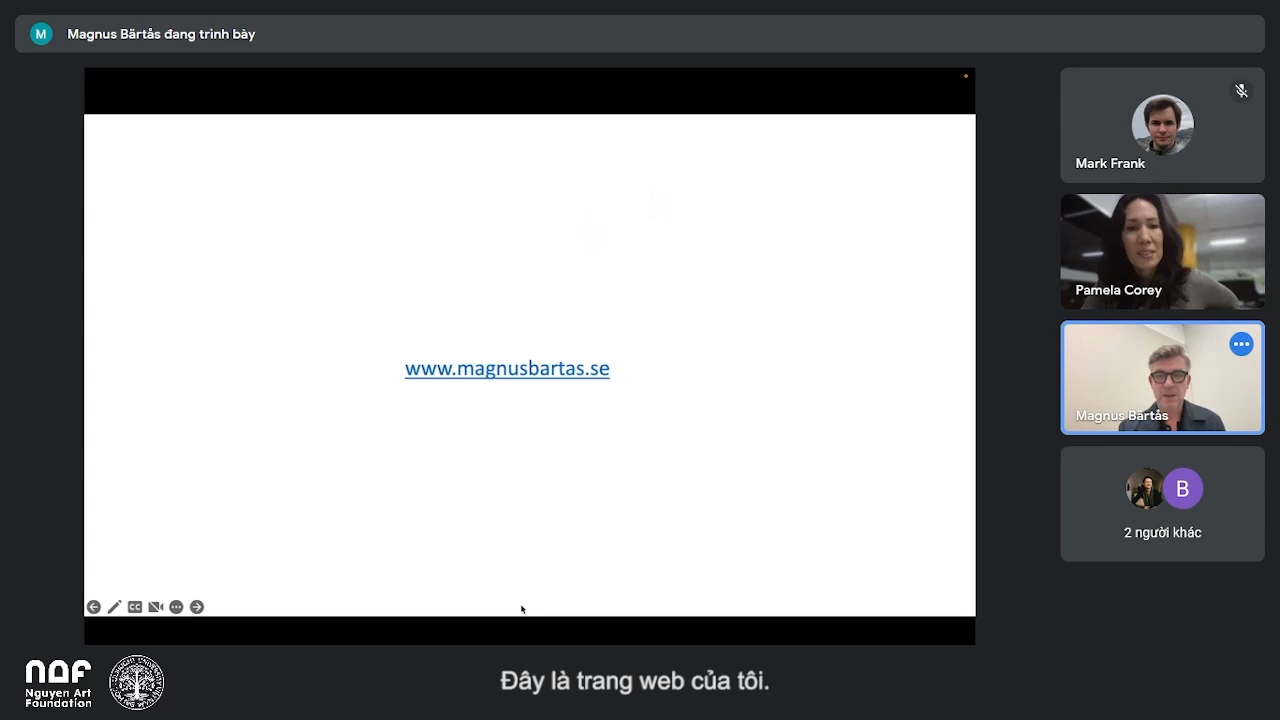 M
Magnus Bärtås đang trình bày
Mark Frank
Pamela Corey
www.magnusbartas.se
Magnus Bärtås
B
2 người khác
CC
naf
Nguyen Art
Foundation
Đây là trang web của tôi.